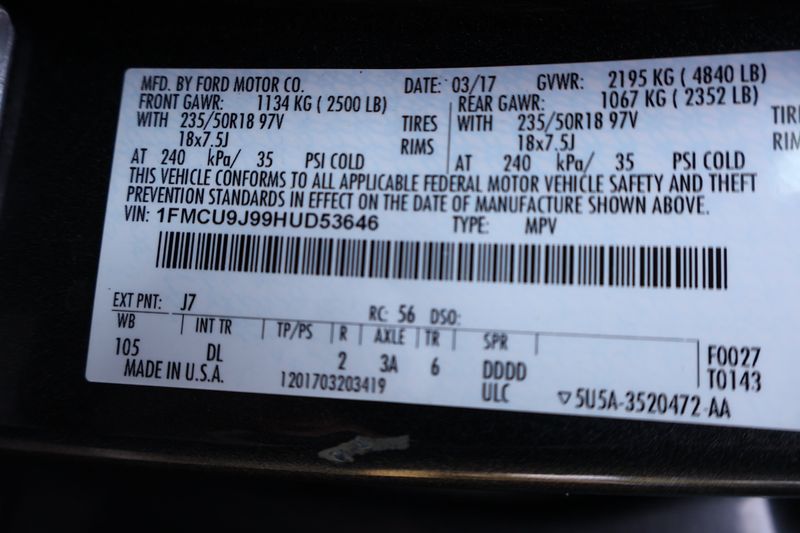 MFD. BY FORD MOTOR CO. DATE: 03/17 GVWR: 2195 KG ( 4840 LB)
FRONT GAWR: 1134 KG ( 2500 LB) REAR GAWR: 1067 KG ( 2352 LB)
WITH 235/50R18 97V TIRES WITH 235/50R18 97V TIRE
18x7.5J RIMS 18x7.5J RIM
AT 240 kPa/ 35 PSI COLD AT 240 kPa/ 35 PSI COLD
THIS VEHICLE CONFORMS TO ALL APPLICABLE FEDERAL MOTOR VEHICLE SAFETY AND THEFT
PREVENTION STANDARDS IN EFFECT ON THE DATE OF MANUFACTURE SHOWN ABOVE.
VIN: 1FMCU9J99HUD53646 TYPE: MPV
EXT PNT: J7 RC: 56 DSO:
WB INT TR TP/PS R AXLE TR SPR
105 DL 2 3A 6 DDDD F0027
MADE IN U.S.A. 1201703203419 ULC T0143
▽5U5A-3520472-AA